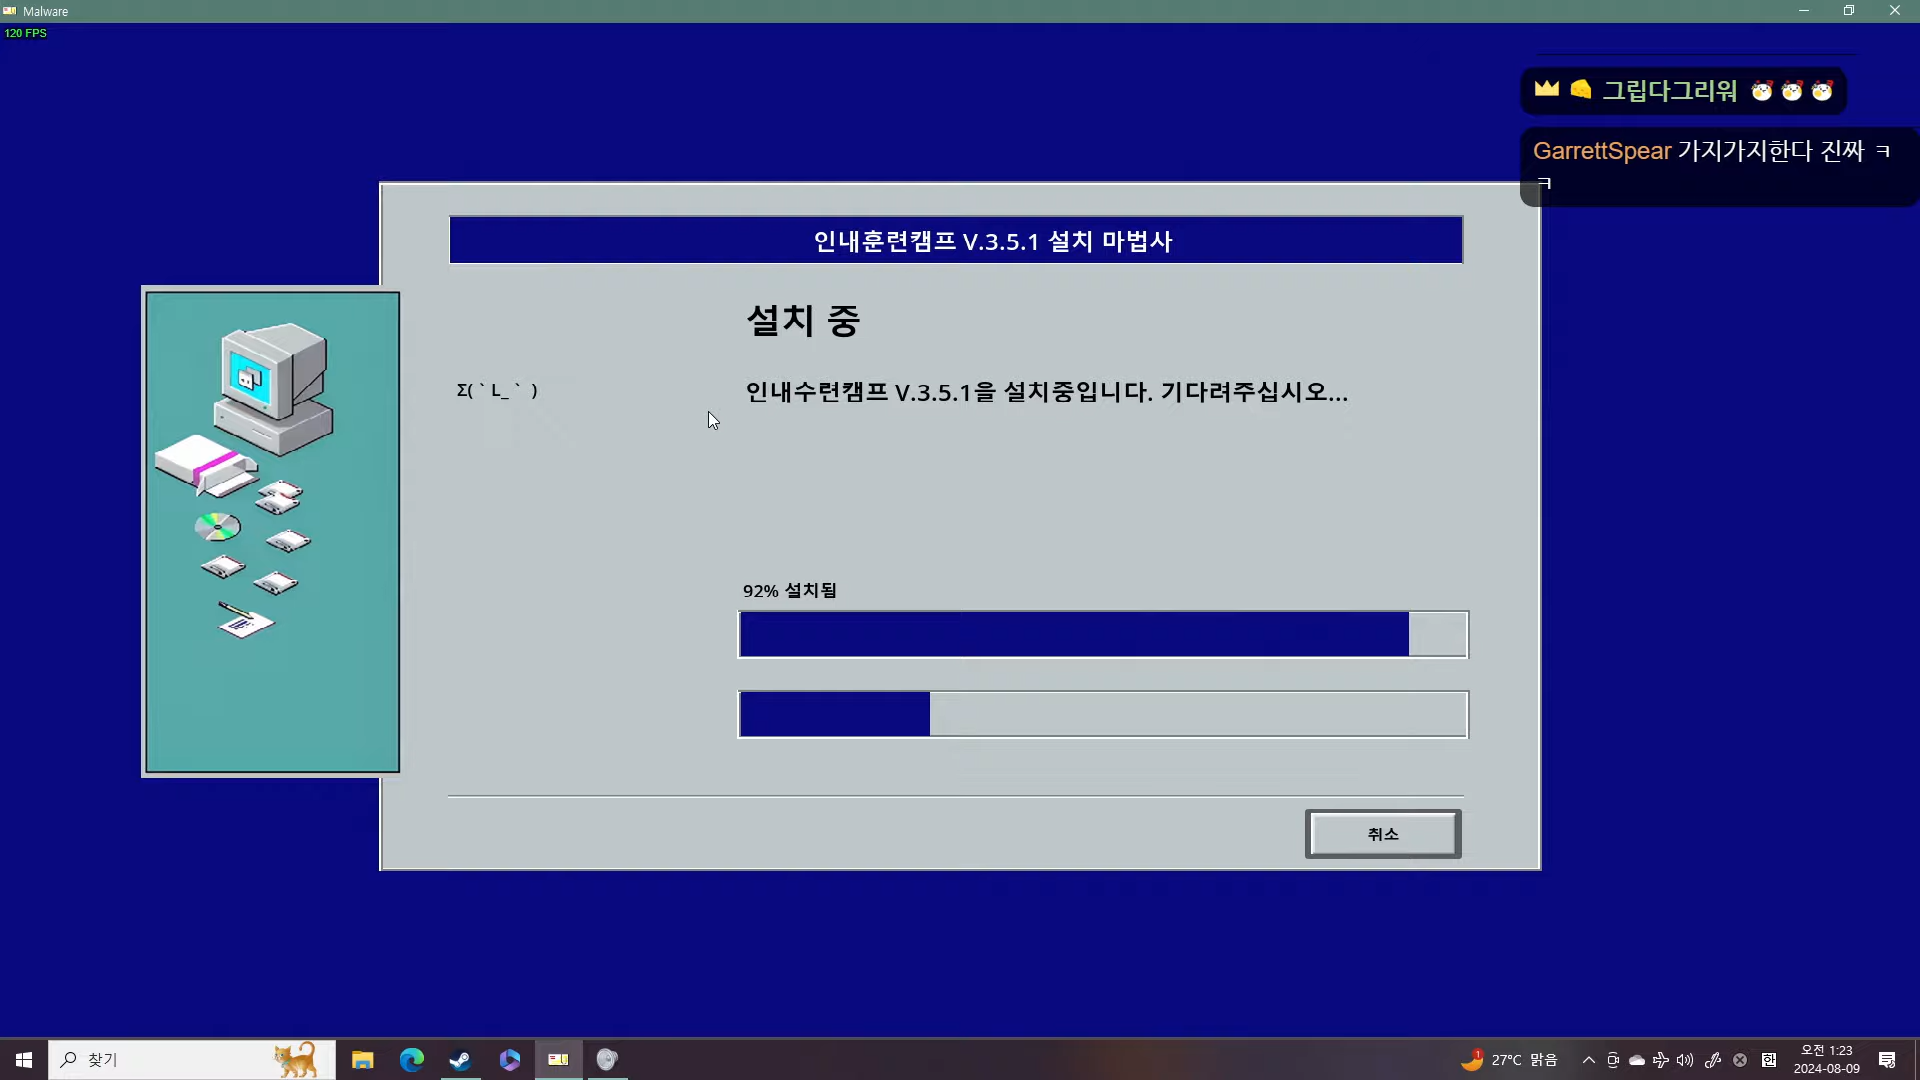 Malware
120 FPS
그립다그리워
GarrettSpear 가지가지한다 진짜 ㅋ
ㅋ
인내훈련캠프 V.3.5.1 설치 마법사
설치 중
Σ( ` L_` )
인내수련캠프 V.3.5.1을 설치중입니다. 기다려주십시오...
92% 설치됨
취소
찾기
1
27°C 맑음
한
오전 1:23
2024-08-09